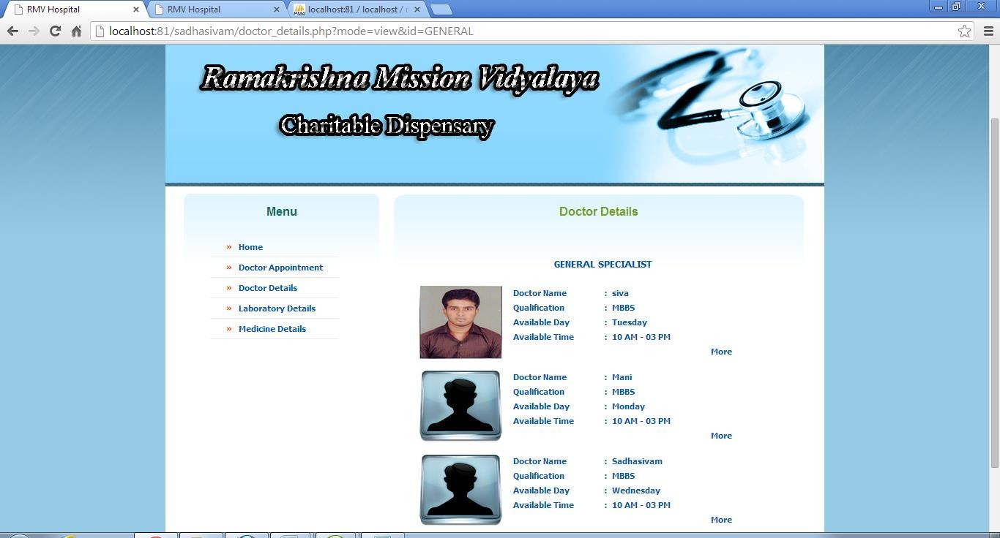 RMV Hospital
RMV Hospital
localhost:81 / localhost /
localhost:81/sadhasivam/doctor_details.php?mode=view&id=GENERAL
Ramakrishna Mission Vidyalaya
Charitable Dispensary
Menu
» Home
» Doctor Appointment
» Doctor Details
» Laboratory Details
» Medicine Details
Doctor Details
GENERAL SPECIALIST
Doctor Name : siva
Qualification : MBBS
Available Day : Tuesday
Available Time : 10 AM - 03 PM
More
Doctor Name : Mani
Qualification : MBBS
Available Day : Monday
Available Time : 10 AM - 03 PM
More
Doctor Name : Sadhasivam
Qualification : MBBS
Available Day : Wednesday
Available Time : 10 AM - 03 PM
More